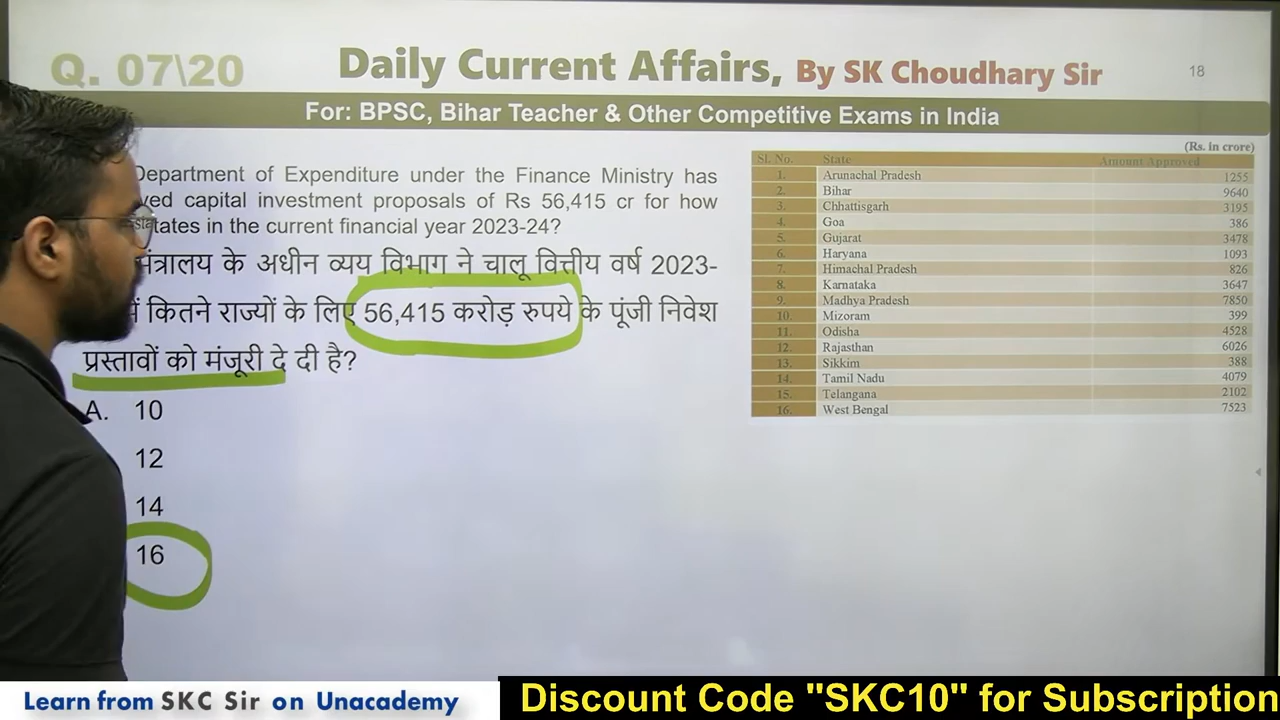 Q. 07\20
Daily Current Affairs, By SK Choudhary Sir
18
For: BPSC, Bihar Teacher & Other Competitive Exams in India
Department of Expenditure under the Finance Ministry has
capital investment proposals of Rs 56,415 cr for how
states in the current financial year 2023-24?
मंत्रालय के अधीन व्यय विभाग ने चालू वित्तीय वर्ष 2023-
में कितने राज्यों के लिए 56,415 करोड़ रुपये के पूंजी निवेश
प्रस्तावों को मंजूरी दे दी है?
A. 10
12
14
16
(Rs. in crore)
Sl. No. State Amount Approved
1. Arunachal Pradesh 1255
2. Bihar 9640
3. Chhattisgarh 3195
4. Goa 386
5. Gujarat 3478
6. Haryana 1093
7. Himachal Pradesh 826
8. Karnataka 3647
9. Madhya Pradesh 7850
10. Mizoram 399
11. Odisha 4528
12. Rajasthan 6026
13. Sikkim 388
14. Tamil Nadu 4079
15. Telangana 2102
16. West Bengal 7523
Learn from SKC Sir on Unacademy
Discount Code "SKC10" for Subscription